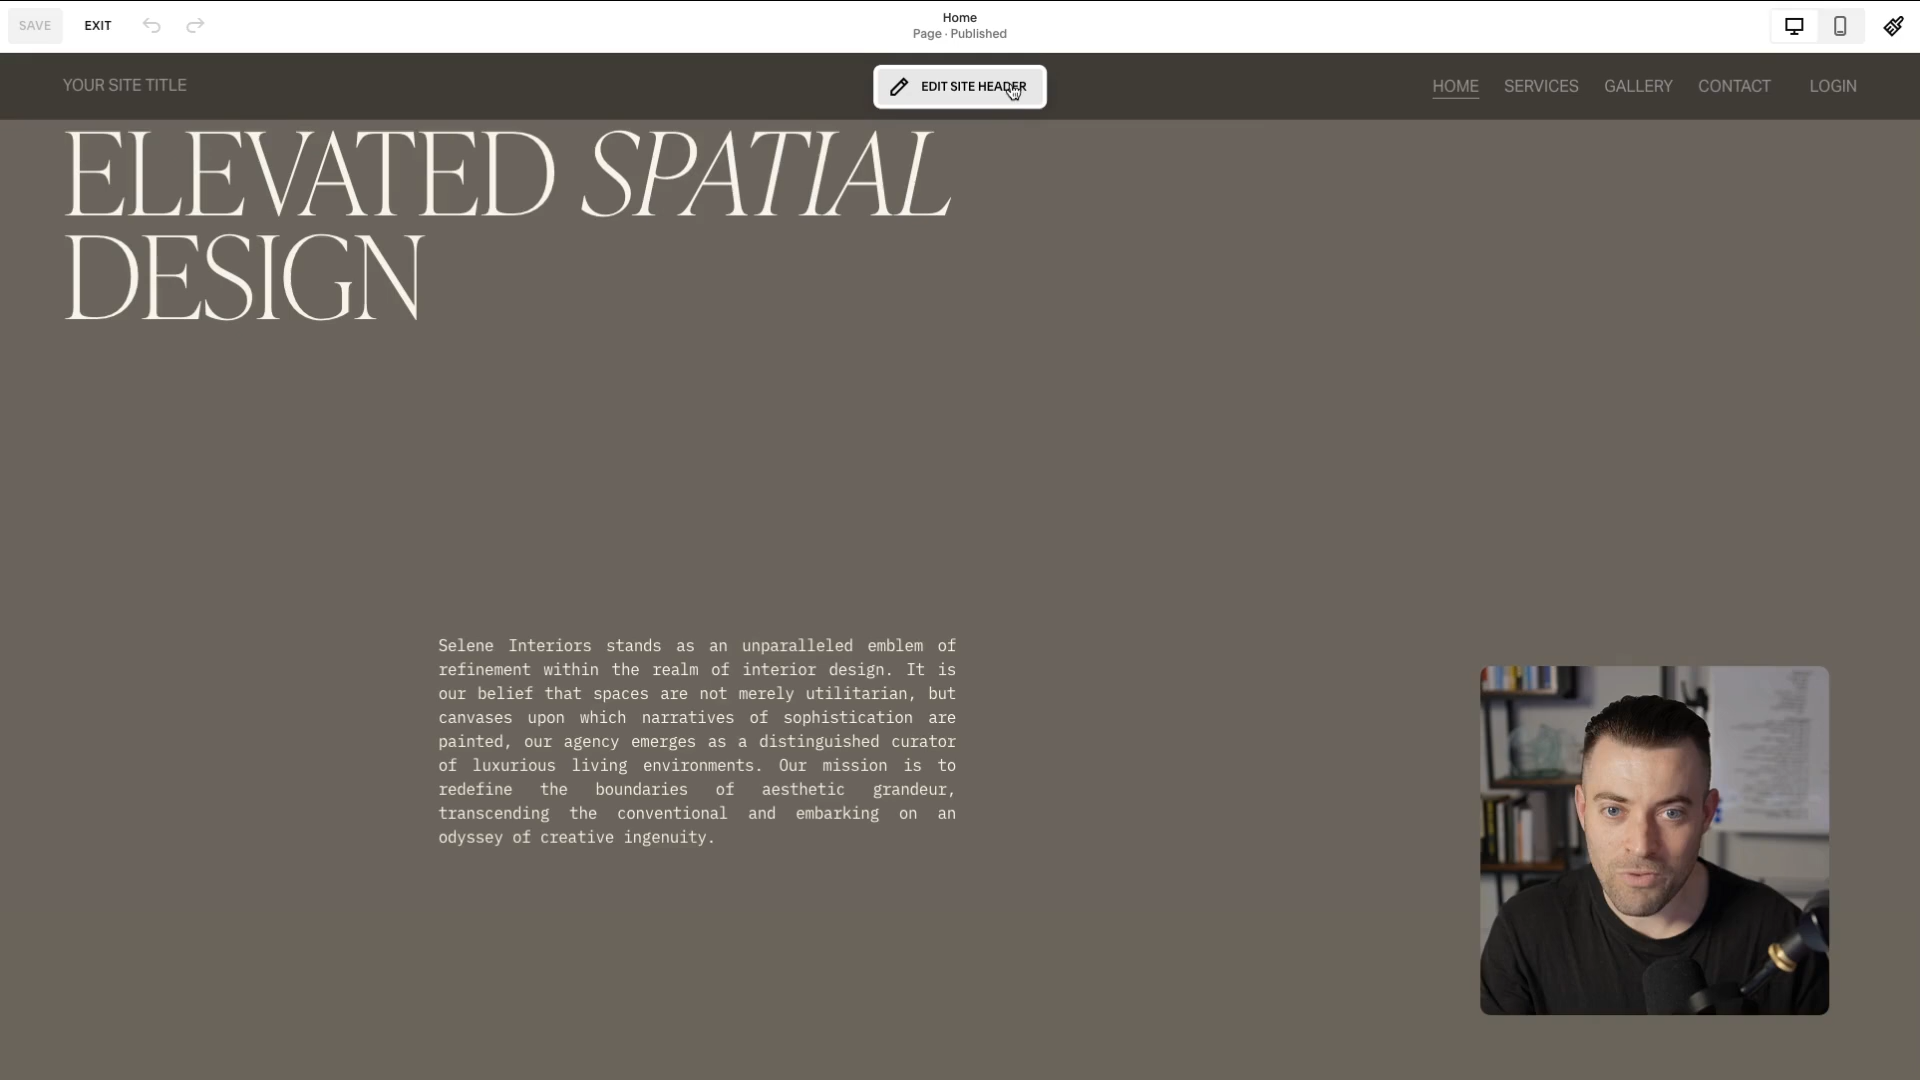 SAVE
EXIT
Home
Page · Published
YOUR SITE TITLE
EDIT SITE HEADER
HOME
SERVICES
GALLERY
CONTACT
LOGIN
ELEVATED SPATIAL
DESIGN
Selene Interiors stands as an unparalleled emblem of
refinement within the realm of interior design. It is
our belief that spaces are not merely utilitarian, but
canvases upon which narratives of sophistication are
painted, our agency emerges as a distinguished curator
of luxurious living environments. Our mission is to
redefine the boundaries of aesthetic grandeur,
transcending the conventional and embarking on an
odyssey of creative ingenuity.